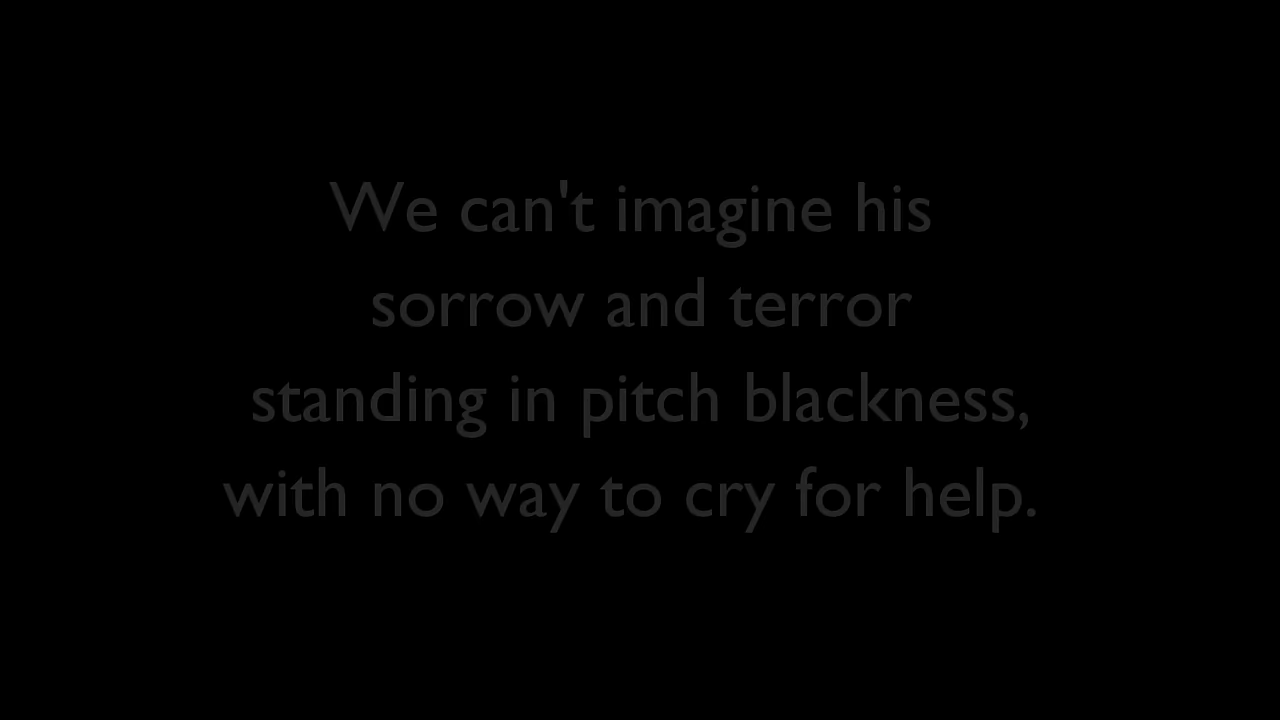 We can't imagine his
sorrow and terror
standing in pitch blackness,
with no way to cry for help.